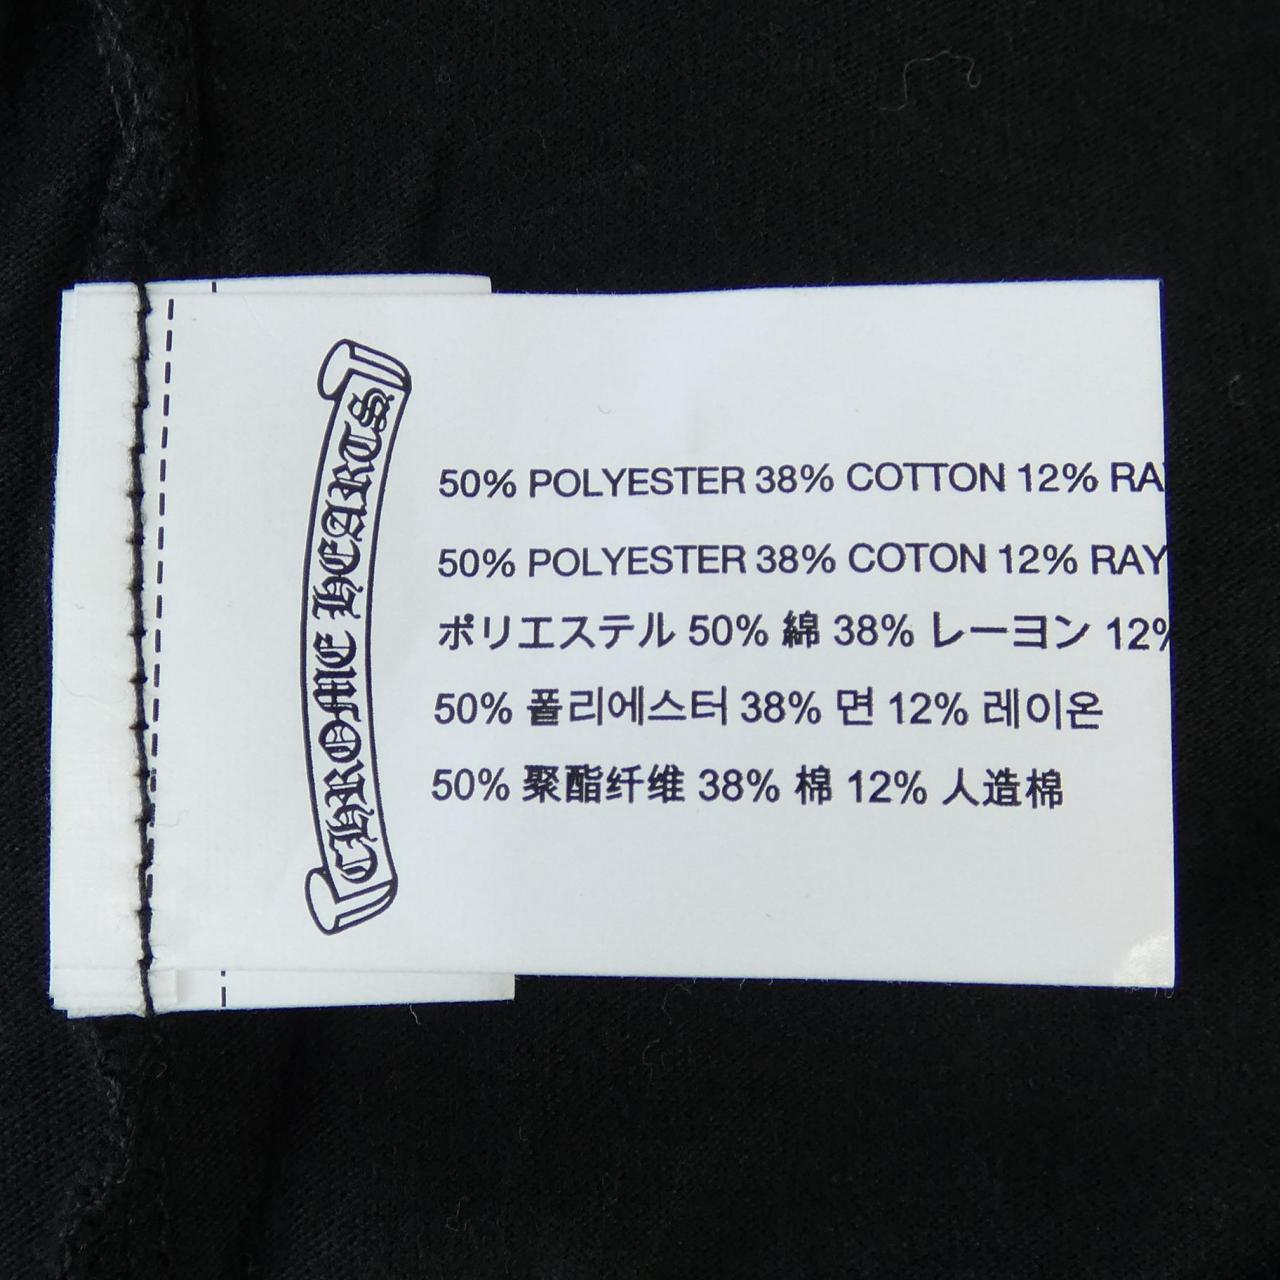 CHROME HEARTS
50% POLYESTER 38% COTTON 12% RA
50% POLYESTER 38% COTON 12% RAY
ポリエステル 50% 綿 38% レーヨン 12%
50% 폴리에스터 38% 면 12% 레이온
50% 聚酯纤维 38% 棉 12% 人造棉